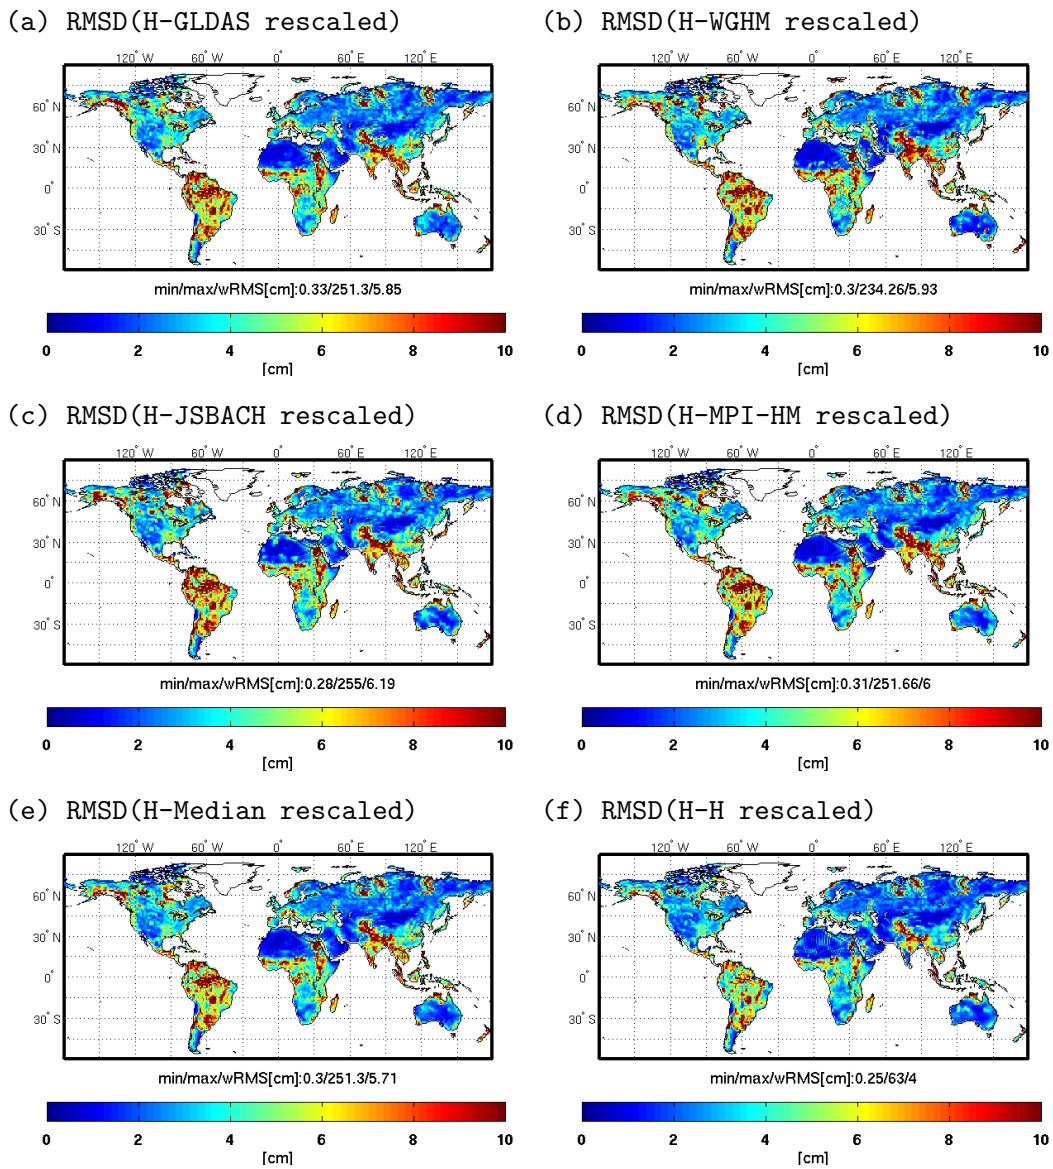 (a) RMSD(H-GLDAS rescaled)
120° W 60° W 0° 60° E 120° E
60° N
30° N
0°
30° S
min/max/wRMS[cm]:0.33/251.3/5.85
0 2 4 6 8 10
[cm]
(b) RMSD(H-WGHM rescaled)
120° W 60° W 0° 60° E 120° E
60° N
30° N
0°
30° S
min/max/wRMS[cm]:0.3/234.26/5.93
0 2 4 6 8 10
[cm]
(c) RMSD(H-JSBACH rescaled)
120° W 60° W 0° 60° E 120° E
60° N
30° N
0°
30° S
min/max/wRMS[cm]:0.28/255/6.19
0 2 4 6 8 10
[cm]
(d) RMSD(H-MPI-HM rescaled)
120° W 60° W 0° 60° E 120° E
60° N
30° N
0°
30° S
min/max/wRMS[cm]:0.31/251.66/6
0 2 4 6 8 10
[cm]
(e) RMSD(H-Median rescaled)
120° W 60° W 0° 60° E 120° E
60° N
30° N
0°
30° S
min/max/wRMS[cm]:0.3/251.3/5.71
0 2 4 6 8 10
[cm]
(f) RMSD(H-H rescaled)
120° W 60° W 0° 60° E 120° E
60° N
30° N
0°
30° S
min/max/wRMS[cm]:0.25/63/4
0 2 4 6 8 10
[cm]